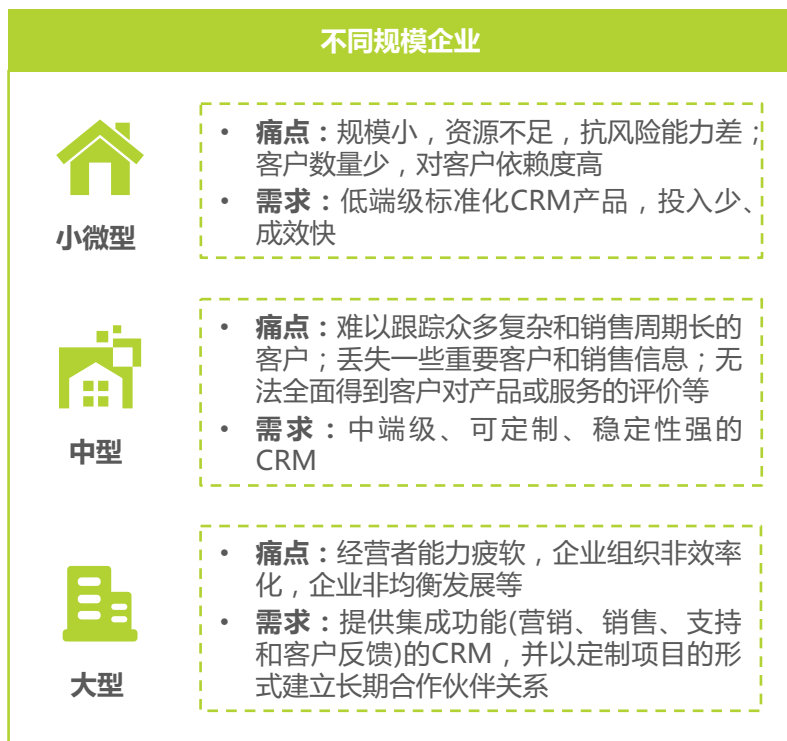 不同规模企业
• 痛点：规模小，资源不足，抗风险能力差；
客户数量少，对客户依赖度高
• 需求：低端级标准化CRM产品，投入少、
成效快
小微型
• 痛点：难以跟踪众多复杂和销售周期长的
客户；丢失一些重要客户和销售信息；无
法全面得到客户对产品或服务的评价等
• 需求：中端级、可定制、稳定性强的
CRM
中型
• 痛点：经营者能力疲软，企业组织非效率
化，企业非均衡发展等
• 需求：提供集成功能(营销、销售、支持
和客户反馈)的CRM，并以定制项目的形
式建立长期合作伙伴关系
大型